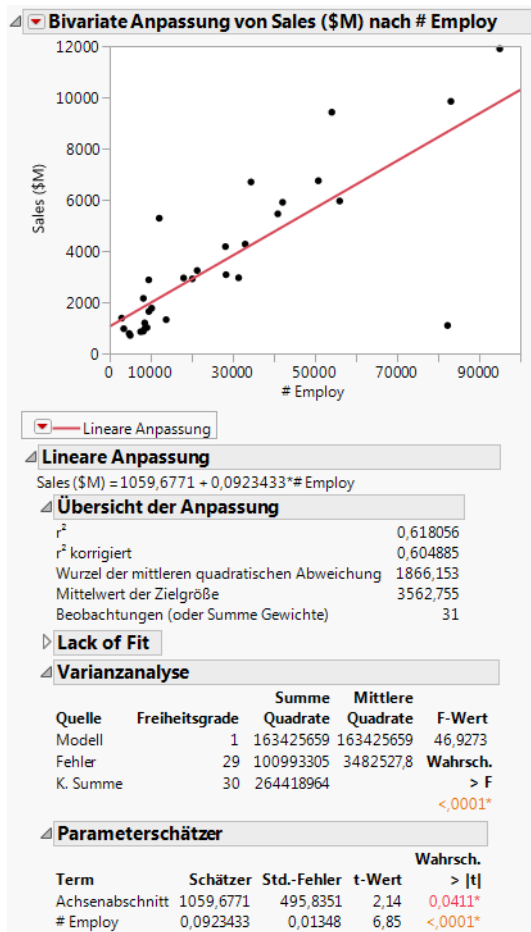 Bivariate Anpassung von Sales ($M) nach # Employ
12000
10000
8000
6000
4000
2000
0
Sales ($M)
0 10000 30000 50000 70000 90000
# Employ
Lineare Anpassung
Lineare Anpassung
Sales ($M) = 1059,6771 + 0,0923433*# Employ
Übersicht der Anpassung
r² 0,618056
r² korrigiert 0,604885
Wurzel der mittleren quadratischen Abweichung 1866,153
Mittelwert der Zielgröße 3562,755
Beobachtungen (oder Summe Gewichte) 31
Lack of Fit
Varianzanalyse
Summe Mittlere
Quelle Freiheitsgrade Quadrate Quadrate F-Wert
Modell 1 163425659 163425659 46,9273
Fehler 29 100993305 3482527,8 Wahrsch.
K. Summe 30 264418964 > F
<,0001*
Parameterschätzer
Wahrsch.
Term Schätzer Std.-Fehler t-Wert > |t|
Achsenabschnitt 1059,6771 495,8351 2,14 0,0411*
# Employ 0,0923433 0,01348 6,85 <,0001*